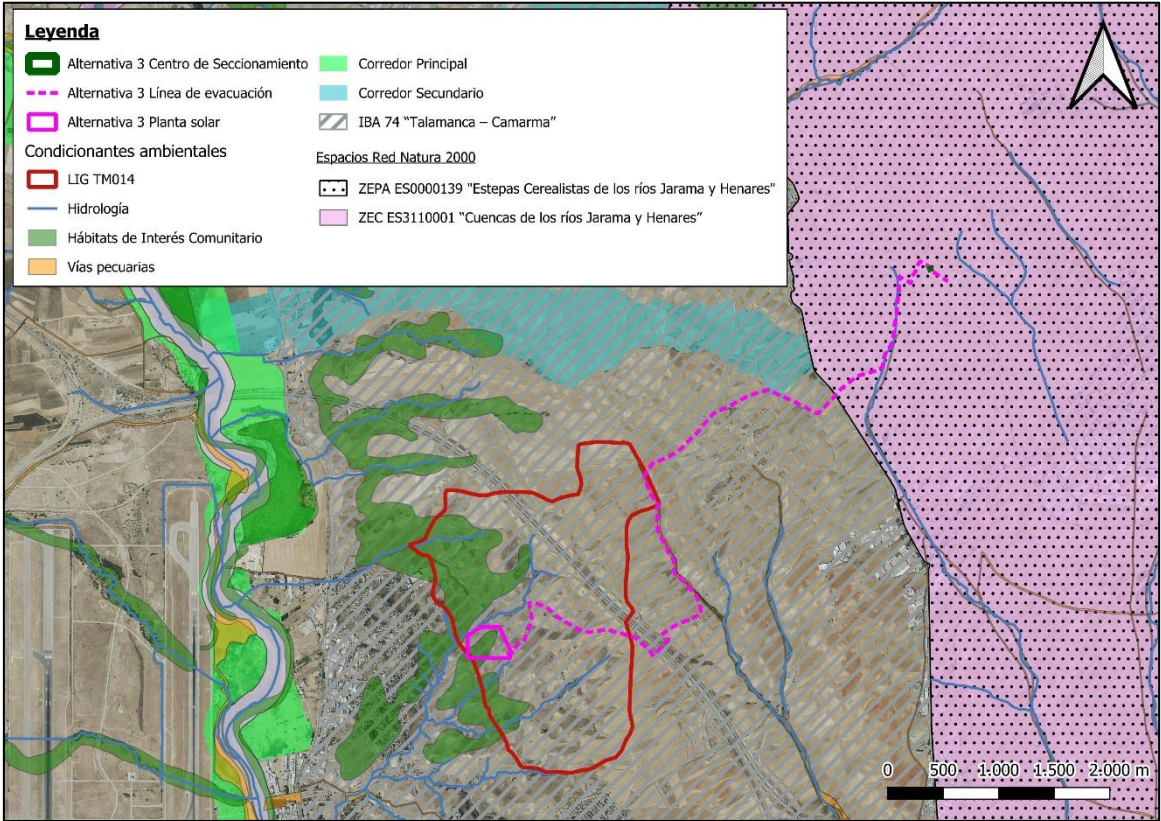 Leyenda
Alternativa 3 Centro de Seccionamiento
Alternativa 3 Línea de evacuación
Alternativa 3 Planta solar
Condicionantes ambientales
LIG TM014
Hidrología
Hábitats de Interés Comunitario
Vías pecuarias
Corredor Principal
Corredor Secundario
IBA 74 “Talamanca – Camarma”
Espacios Red Natura 2000
ZEPA ES0000139 "Estepas Cerealistas de los ríos Jarama y Henares"
ZEC ES3110001 “Cuencas de los ríos Jarama y Henares”
0 500 1.000 1.500 2.000 m